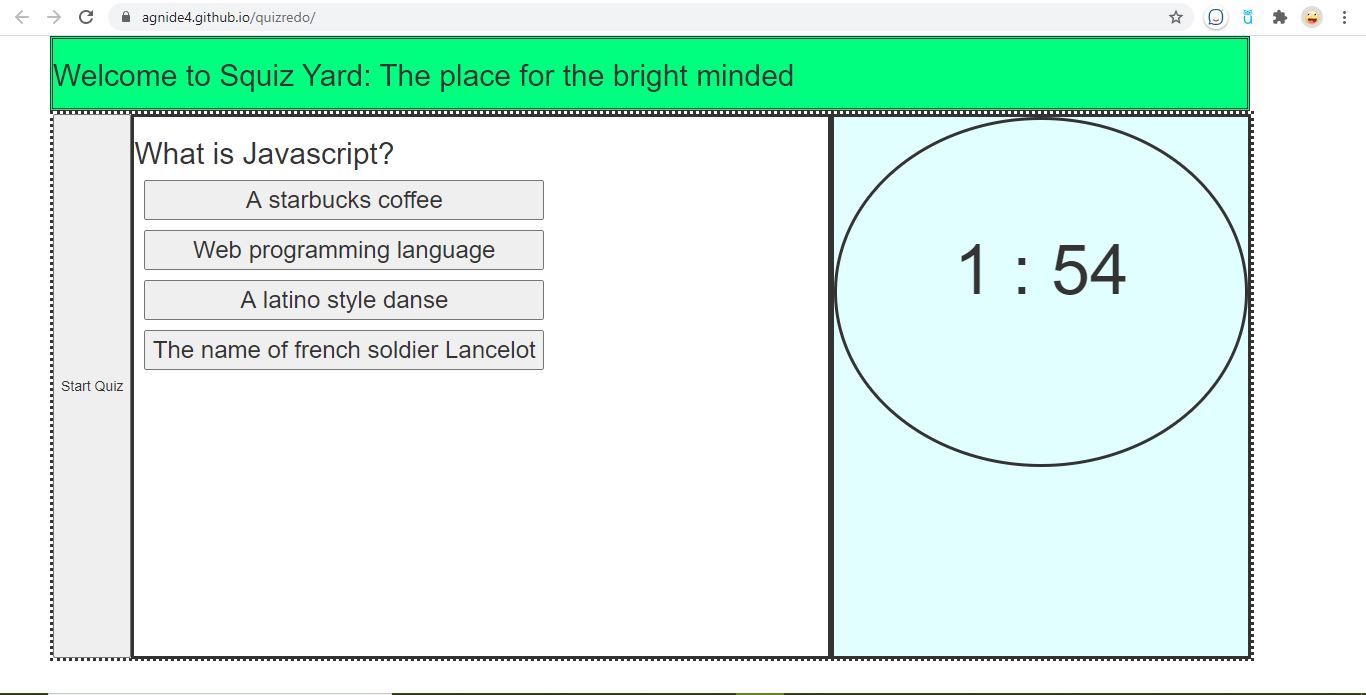 agnide4.github.io/quizredo/
Welcome to Squiz Yard: The place for the bright minded
Start Quiz
What is Javascript?
A starbucks coffee
Web programming language
A latino style danse
The name of french soldier Lancelot
1 : 54